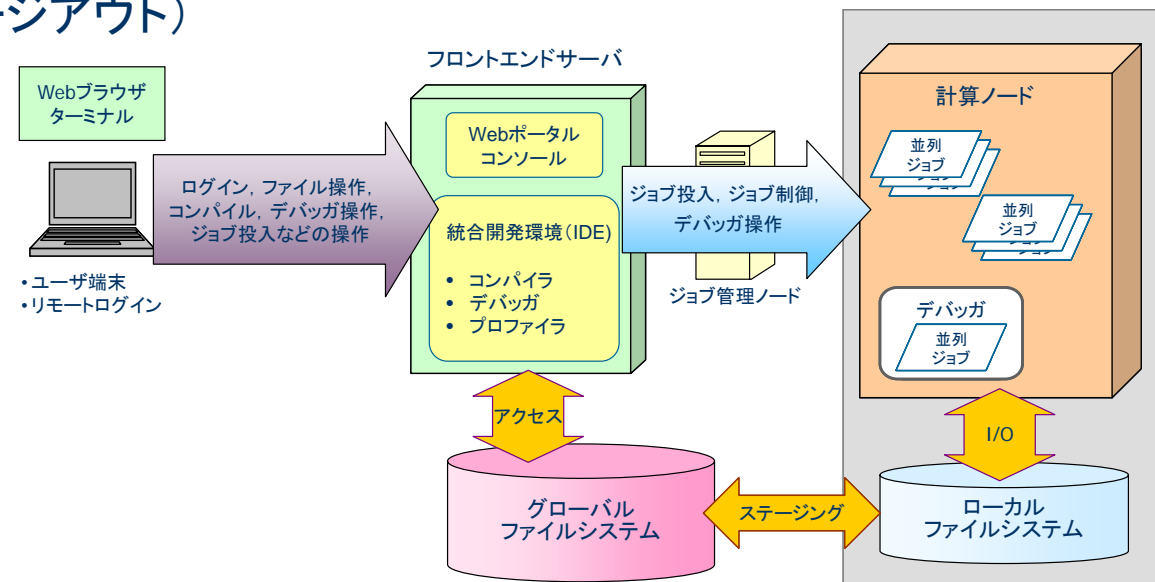 ージアウト）
Webブラウザ
ターミナル
・ユーザ端末
・リモートログイン
ログイン，ファイル操作，
コンパイル，デバッガ操作，
ジョブ投入などの操作
フロントエンドサーバ
Webポータル
コンソール
統合開発環境（IDE）
• コンパイラ
• デバッガ
• プロファイラ
ジョブ投入，ジョブ制御，
デバッガ操作
ジョブ管理ノード
計算ノード
並列
ジョブ
並列
ジョブ
デバッガ
並列
ジョブ
アクセス
I/O
グローバル
ファイルシステム
ステージング
ローカル
ファイルシステム